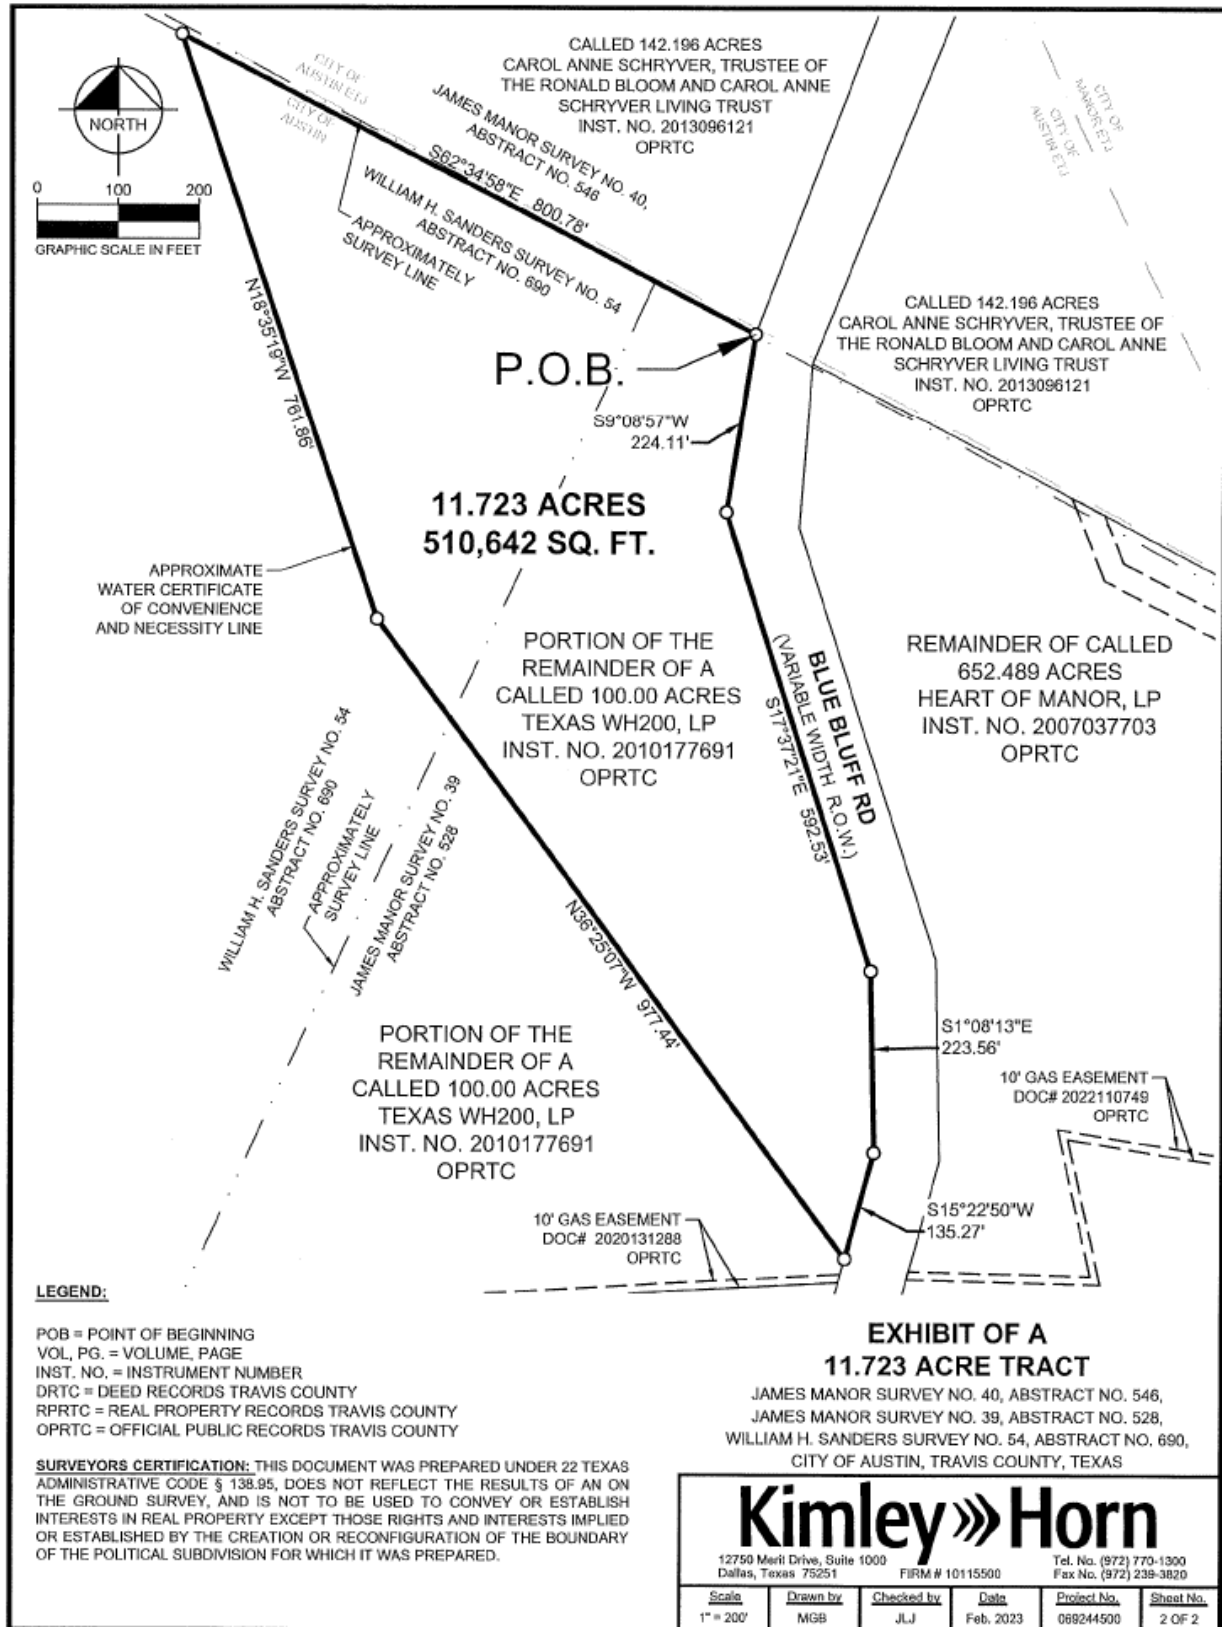 CALLED 142.196 ACRES
CAROL ANNE SCHRYVER, TRUSTEE OF
THE RONALD BLOOM AND CAROL ANNE
SCHRYVER LIVING TRUST
INST. NO. 2013096121
OPRTC
CITY OF
AUSTIN ETJ
CITY OF
AUSTIN
CITY OF
MANOR ETJ
CITY OF
AUSTIN ETJ
NORTH
0 100 200
GRAPHIC SCALE IN FEET
JAMES MANOR SURVEY NO. 40,
ABSTRACT NO. 546
S62°34'58"E 800.78'
WILLIAM H. SANDERS SURVEY NO. 54
ABSTRACT NO. 690
APPROXIMATELY
SURVEY LINE
N18°35'19"W 761.86'
CALLED 142.196 ACRES
CAROL ANNE SCHRYVER, TRUSTEE OF
THE RONALD BLOOM AND CAROL ANNE
SCHRYVER LIVING TRUST
INST. NO. 2013096121
OPRTC
P.O.B.
S9°08'57"W
224.11'
11.723 ACRES
510,642 SQ. FT.
APPROXIMATE
WATER CERTIFICATE
OF CONVENIENCE
AND NECESSITY LINE
PORTION OF THE
REMAINDER OF A
CALLED 100.00 ACRES
TEXAS WH200, LP
INST. NO. 2010177691
OPRTC
BLUE BLUFF RD
(VARIABLE WIDTH R.O.W.)
S17°37'21"E 592.53'
REMAINDER OF CALLED
652.489 ACRES
HEART OF MANOR, LP
INST. NO. 2007037703
OPRTC
WILLIAM H. SANDERS SURVEY NO. 54
ABSTRACT NO. 690
APPROXIMATELY
SURVEY LINE
JAMES MANOR SURVEY NO. 39
ABSTRACT NO. 528
N36°25'07"W 977.44'
PORTION OF THE
REMAINDER OF A
CALLED 100.00 ACRES
TEXAS WH200, LP
INST. NO. 2010177691
OPRTC
S1°08'13"E
223.56'
10' GAS EASEMENT
DOC# 2022110749
OPRTC
S15°22'50"W
135.27'
10' GAS EASEMENT
DOC# 2020131288
OPRTC
LEGEND:
POB = POINT OF BEGINNING
VOL, PG. = VOLUME, PAGE
INST. NO. = INSTRUMENT NUMBER
DRTC = DEED RECORDS TRAVIS COUNTY
RPRTC = REAL PROPERTY RECORDS TRAVIS COUNTY
OPRTC = OFFICIAL PUBLIC RECORDS TRAVIS COUNTY
SURVEYORS CERTIFICATION: THIS DOCUMENT WAS PREPARED UNDER 22 TEXAS
ADMINISTRATIVE CODE § 138.95, DOES NOT REFLECT THE RESULTS OF AN ON
THE GROUND SURVEY, AND IS NOT TO BE USED TO CONVEY OR ESTABLISH
INTERESTS IN REAL PROPERTY EXCEPT THOSE RIGHTS AND INTERESTS IMPLIED
OR ESTABLISHED BY THE CREATION OR RECONFIGURATION OF THE BOUNDARY
OF THE POLITICAL SUBDIVISION FOR WHICH IT WAS PREPARED.
EXHIBIT OF A
11.723 ACRE TRACT
JAMES MANOR SURVEY NO. 40, ABSTRACT NO. 546,
JAMES MANOR SURVEY NO. 39, ABSTRACT NO. 528,
WILLIAM H. SANDERS SURVEY NO. 54, ABSTRACT NO. 690,
CITY OF AUSTIN, TRAVIS COUNTY, TEXAS
Kimley»Horn
12750 Merit Drive, Suite 1000
Dallas, Texas 75251
FIRM # 10115500
Tel. No. (972) 770-1300
Fax No. (972) 239-3820
Scale Drawn by Checked by Date Project No. Sheet No.
1" = 200' MGB JLJ Feb. 2023 069244500 2 OF 2